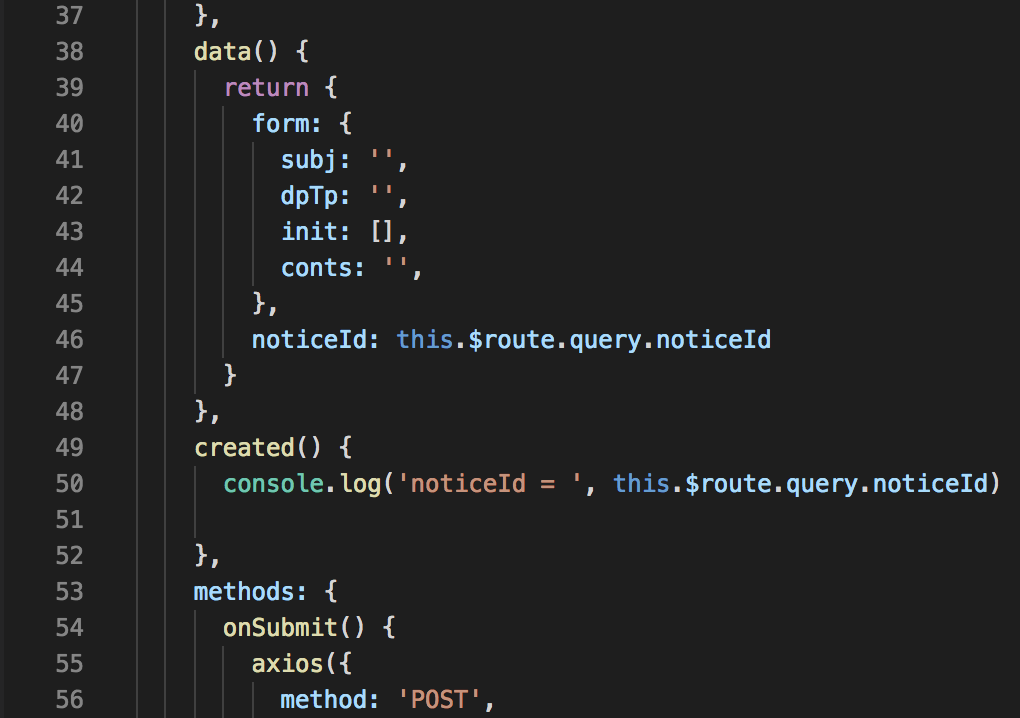 37 },
38 data() {
39 return {
40 form: {
41 subj: '',
42 dpTp: '',
43 init: [],
44 conts: '',
45 },
46 noticeId: this.$route.query.noticeId
47 }
48 },
49 created() {
50 console.log('noticeId = ', this.$route.query.noticeId)
51
52 },
53 methods: {
54 onSubmit() {
55 axios({
56 method: 'POST',